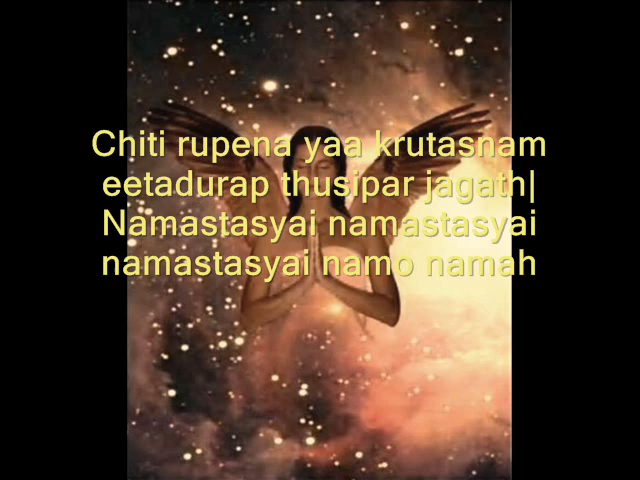 Chiti rupena yaa krutasnam
eetadurap thusipar jagath|
Namastasyai namastasyai
namastasyai namo namah